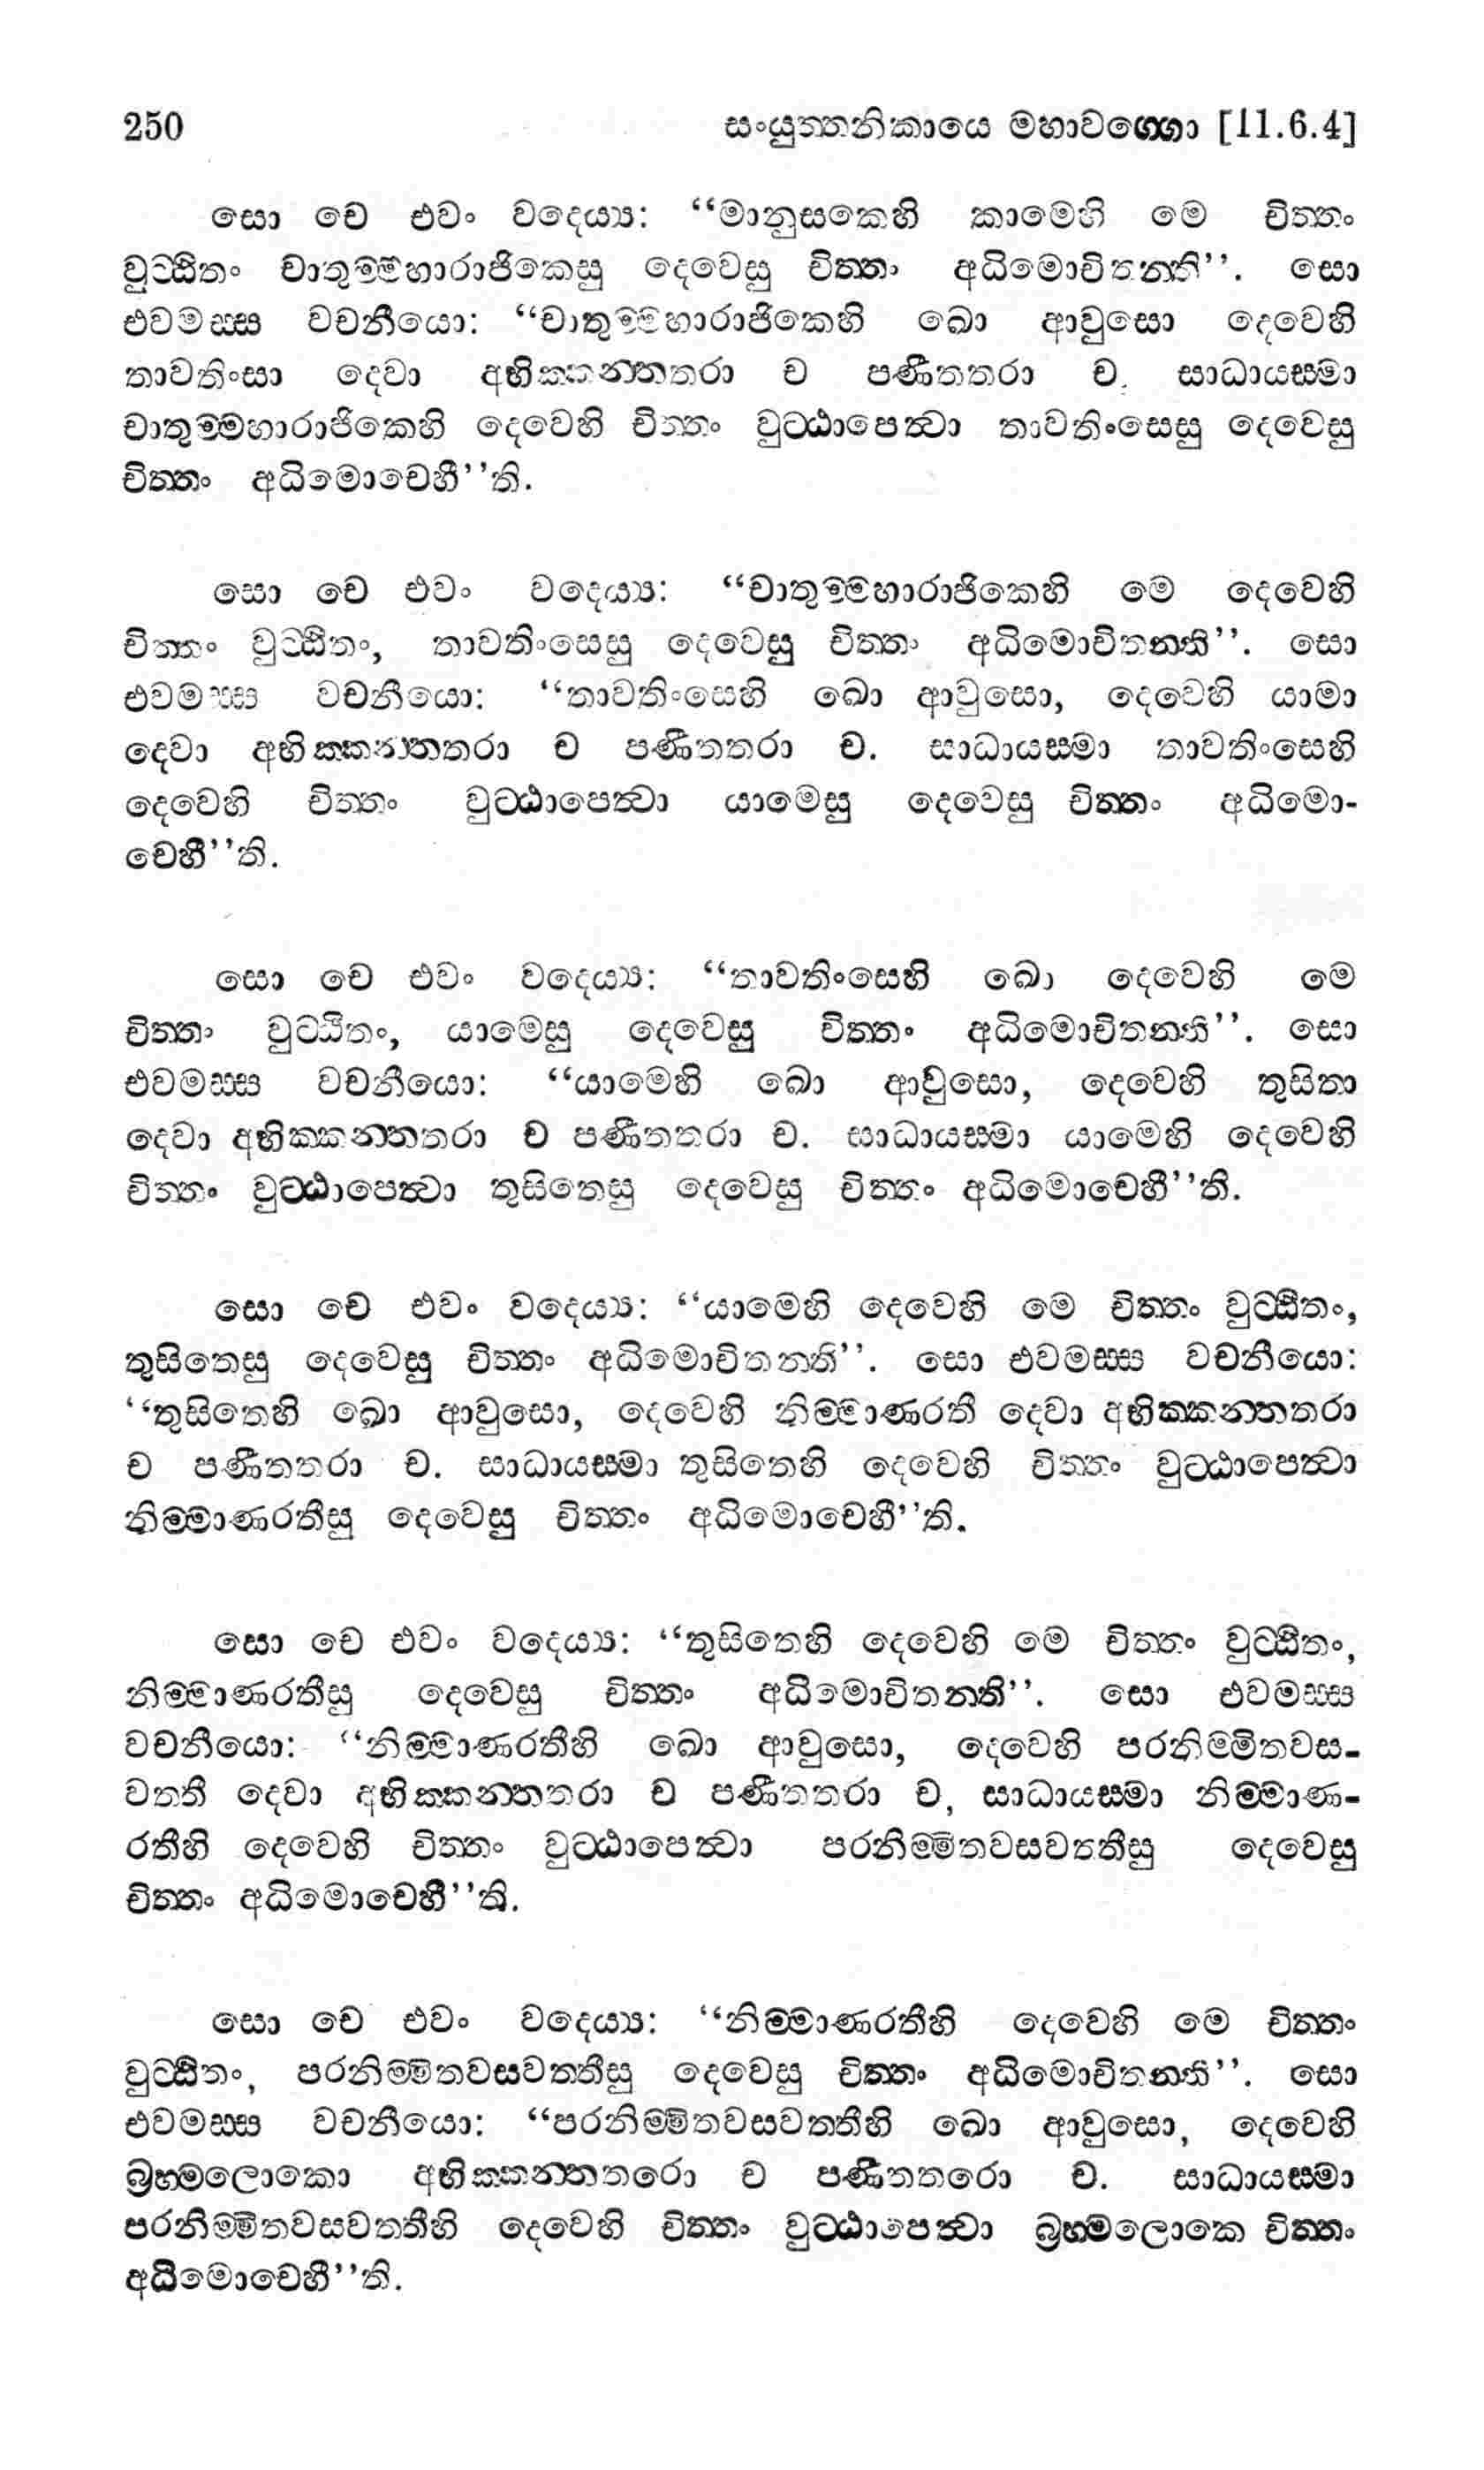 250 සංයුත්තනිකායෙ මහාවග්ගො [11.6.4]
සො චෙ එවං වදෙය්‍ය: “මානුසකෙහි කාමෙහි මෙ චිත්තං
වුට්ඨිතං චාතුම්මහාරාජිකෙසු දෙවෙසු චිත්තං අධිමොචිතන්ති’’. සො
එවමස්ස වචනීයො: “චාතුම්මහාරාජිකෙහි ඛො ආවුසො දෙවෙහි
තාවතිංසා දෙවා අභික්කන්තතරා ච පණීතතරා ච. සාධායස්මා
චාතුම්මහාරාජිකෙහි දෙවෙහි චිත්තං වුට්ඨාපෙත්වා තාවතිංසෙසු දෙවෙසු
චිත්තං අධිමොචෙහී’’ති.
සො චෙ එවං වදෙය්‍ය: “චාතුම්මහාරාජිකෙහි මෙ දෙවෙහි
චිත්තං වුට්ඨිතං, තාවතිංසෙසු දෙවෙසු චිත්තං අධිමොචිතන්ති’’. සො
එවමස්ස වචනීයො: “තාවතිංසෙහි ඛො ආවුසො, දෙවෙහි යාමා
දෙවා අභික්කන්තතරා ච පණීතතරා ච. සාධායස්මා තාවතිංසෙහි
දෙවෙහි චිත්තං වුට්ඨාපෙත්වා යාමෙසු දෙවෙසු චිත්තං අධිමො-
චෙහී’’ති.
සො චෙ එවං වදෙය්‍ය: “තාවතිංසෙහි ඛො දෙවෙහි මෙ
චිත්තං වුට්ඨිතං, යාමෙසු දෙවෙසු චිත්තං අධිමොචිතන්ති’’. සො
එවමස්ස වචනීයො: “යාමෙහි ඛො ආවුසො, දෙවෙහි තුසිතා
දෙවා අභික්කන්තතරා ච පණීතතරා ච. සාධායස්මා යාමෙහි දෙවෙහි
චිත්තං වුට්ඨාපෙත්වා තුසිතෙසු දෙවෙසු චිත්තං අධිමොචෙහී’’ති.
සො චෙ එවං වදෙය්‍ය: “යාමෙහි දෙවෙහි මෙ චිත්තං වුට්ඨිතං,
තුසිතෙසු දෙවෙසු චිත්තං අධිමොචිතන්ති’’. සො එවමස්ස වචනීයො:
“තුසිතෙහි ඛො ආවුසො, දෙවෙහි නිම්මාණරතී දෙවා අභික්කන්තතරා
ච පණීතතරා ච. සාධායස්මා තුසිතෙහි දෙවෙහි චිත්තං වුට්ඨාපෙත්වා
නිම්මාණරතීසු දෙවෙසු චිත්තං අධිමොචෙහී’’ති.
සො චෙ එවං වදෙය්‍ය: “තුසිතෙහි දෙවෙහි මෙ චිත්තං වුට්ඨිතං,
නිම්මාණරතීසු දෙවෙසු චිත්තං අධිමොචිතන්ති’’. සො එවමස්ස
වචනීයො: “නිම්මාණරතීහි ඛො ආවුසො, දෙවෙහි පරනිම්මිතවස-
වත්තී දෙවා අභික්කන්තතරා ච පණීතතරා ච, සාධායස්මා නිම්මාණ-
රතීහි දෙවෙහි චිත්තං වුට්ඨාපෙත්වා පරනිම්මිතවසවත්තීසු දෙවෙසු
චිත්තං අධිමොචෙහී’’ති.
සො චෙ එවං වදෙය්‍ය: “නිම්මාණරතීහි දෙවෙහි මෙ චිත්තං
වුට්ඨිතං, පරනිම්මිතවසවත්තීසු දෙවෙසු චිත්තං අධිමොචිතන්ති’’. සො
එවමස්ස වචනීයො: “පරනිම්මිතවසවත්තීහි ඛො ආවුසො, දෙවෙහි
බ්‍රහ්මලොකො අභික්කන්තතරො ච පණීතතරො ච. සාධායස්මා
පරනිම්මිතවසවත්තීහි දෙවෙහි චිත්තං වුට්ඨාපෙත්වා බ්‍රහ්මලොකෙ චිත්තං
අධිමොචෙහී’’ති.